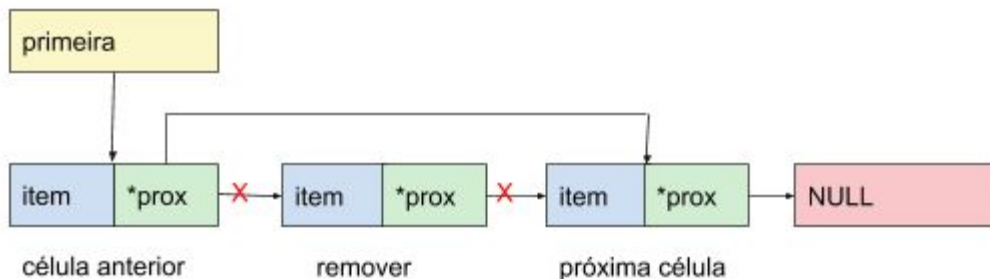 primeira
item *prox item *prox item *prox NULL
célula anterior remover próxima célula